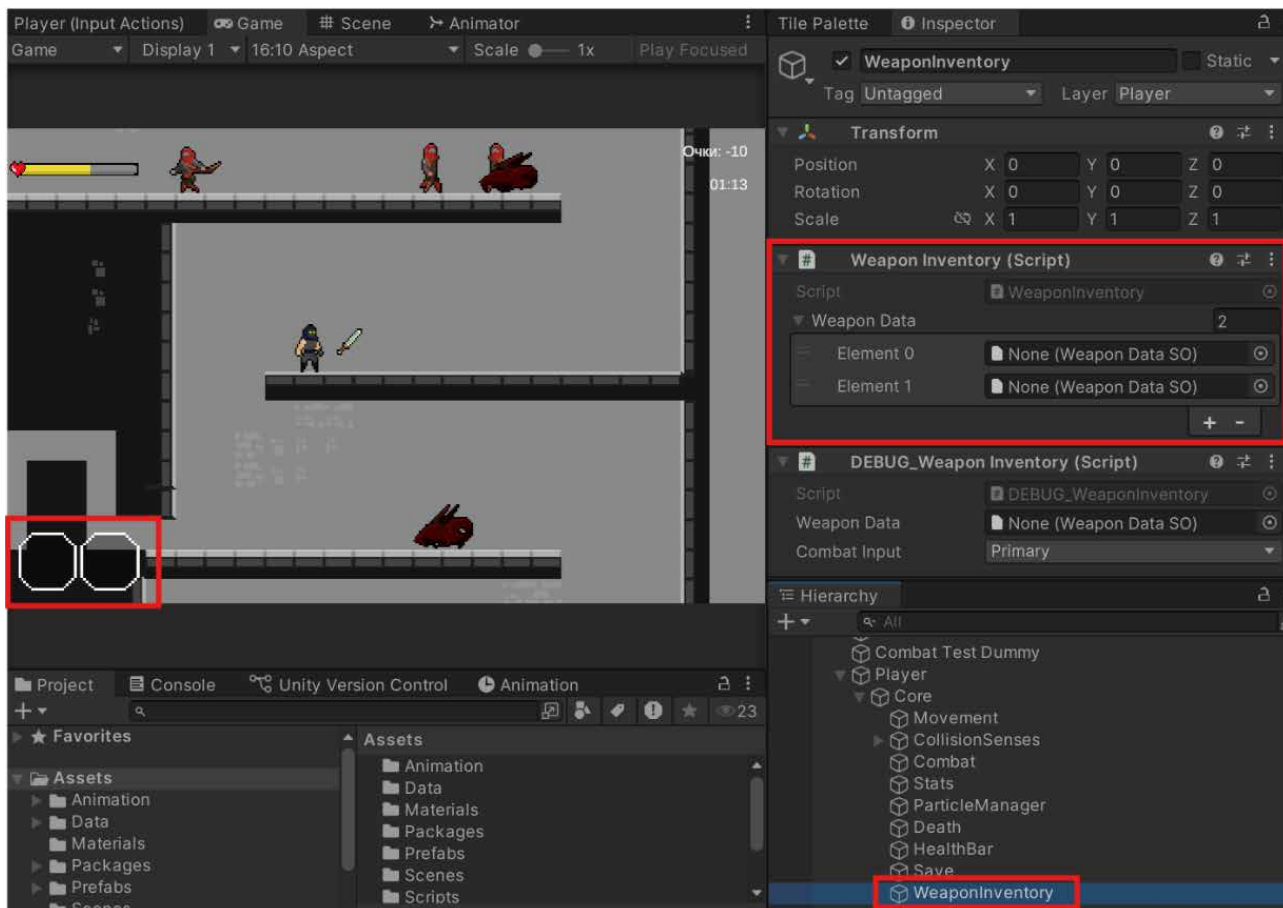 Player (Input Actions) Game Scene Animator
Game Display 1 16:10 Aspect Scale 1x Play Focused
Очки: -10
01:13
Tile Palette Inspector
WeaponInventory Static
Tag Untagged Layer Player
Transform
Position X 0 Y 0 Z 0
Rotation X 0 Y 0 Z 0
Scale X 1 Y 1 Z 1
# Weapon Inventory (Script)
Script # WeaponInventory
Weapon Data 2
Element 0 None (Weapon Data SO)
Element 1 None (Weapon Data SO)
+ -
# DEBUG_Weapon Inventory (Script)
Script # DEBUG_WeaponInventory
Weapon Data None (Weapon Data SO)
Combat Input Primary
Hierarchy
+ All
Combat Test Dummy
Player
Core
Movement
CollisionSenses
Combat
Stats
ParticleManager
Death
HealthBar
Save
WeaponInventory
Project Console Unity Version Control Animation
+ 23
Favorites
Assets
Animation
Data
Materials
Packages
Prefabs
Scenes
Assets
Animation
Data
Materials
Packages
Prefabs
Scenes
Scripts